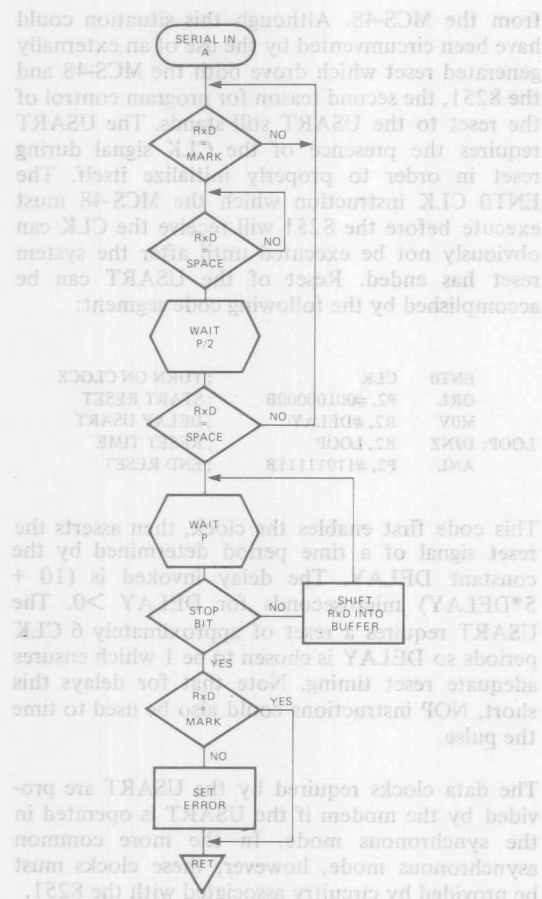 SERIAL IN
A
RxD
=
MARK
NO
RxD
=
SPACE
NO
WAIT
P/2
RxD
=
SPACE
NO
WAIT
P
STOP
BIT
NO
SHIFT
RxD INTO
BUFFER
YES
RxD
=
MARK
YES
NO
SET
ERROR
RET
from the MCS-48. Although this situation could
have been circumvented by the use of an externally
generated reset which drove both the MCS-48 and
the 8251, the second reason for program control of
the reset to the USART still stands. The USART
requires the presence of the CLK signal during
reset in order to properly initialize itself. The
ENT0 CLK instruction which the MCS-48 must
execute before the 8251 will receive the CLK can
obviously not be executed until after the system
reset has ended. Reset of the USART can be
accomplished by the following code segment:
ENT0 CLK ;TURN ON CLOCK
ORL P2, #00100000B ;START RESET
MOV R2, #DELAY ;DELAY USART
LOOP: DJNZ R2, LOOP ;RESET TIME
ANL P2, #11011111B ;END RESET
This code first enables the clock, then asserts the
reset signal of a time period determined by the
constant DELAY. The delay invoked is (10 +
5*DELAY) microseconds for DELAY >0. The
USART requires a reset of approximately 6 CLK
periods so DELAY is chosen to be 1 which ensures
adequate reset timing. Note that for delays this
short, NOP instructions could also be used to time
the pulse.
The data clocks required by the USART are pro-
vided by the modem if the USART is operated in
the synchronous mode. In the more common
asynchronous mode, however, these clocks must
be provided by circuitry associated with the 8251.